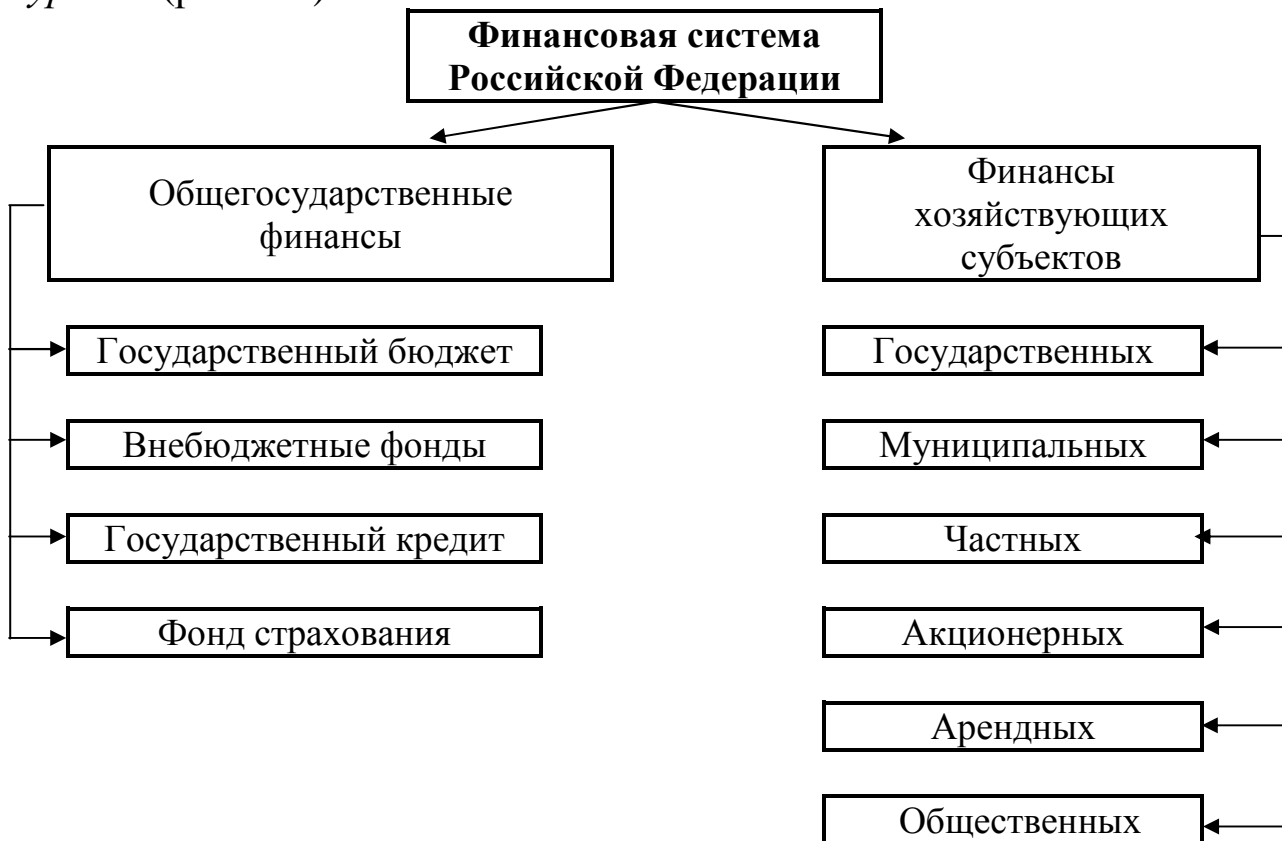 Финансовая система
Российской Федерации
Общегосударственные
финансы
Финансы
хозяйствующих
субъектов
Государственный бюджет
Государственных
Внебюджетные фонды
Муниципальных
Государственный кредит
Частных
Фонд страхования
Акционерных
Арендных
Общественных